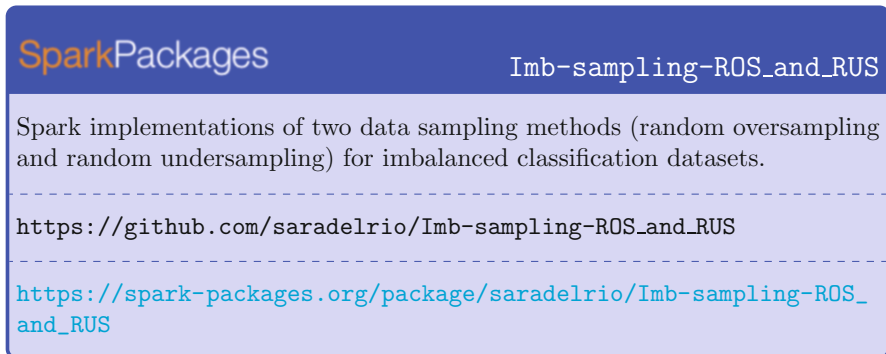 SparkPackages
Imb-sampling-ROS_and_RUS
Spark implementations of two data sampling methods (random oversampling
and random undersampling) for imbalanced classification datasets.
https://github.com/saradelrio/Imb-sampling-ROS_and_RUS
https://spark-packages.org/package/saradelrio/Imb-sampling-ROS_
and_RUS